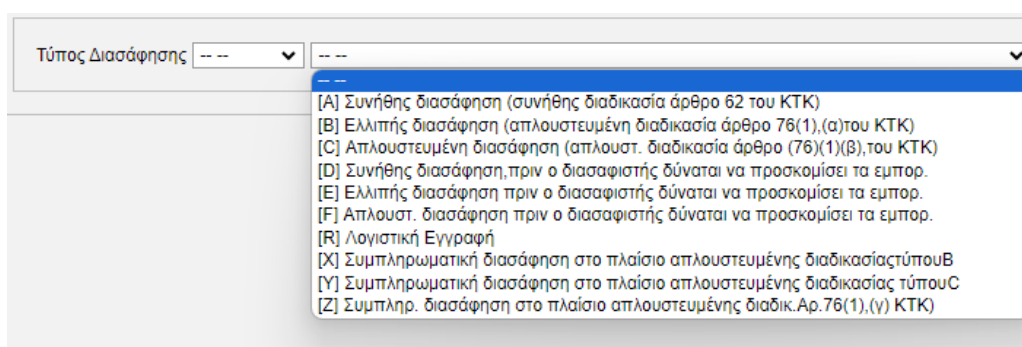 Τύπος Διασάφησης -- -- -- --
-- --
[A] Συνήθης διασάφηση (συνήθης διαδικασία άρθρο 62 του ΚΤΚ)
[B] Ελλιπής διασάφηση (απλουστευμένη διαδικασία άρθρο 76(1),(α)του ΚΤΚ)
[C] Απλουστευμένη διασάφηση (απλουστ. διαδικασία άρθρο (76)(1)(β),του ΚΤΚ)
[D] Συνήθης διασάφηση,πριν ο διασαφιστής δύναται να προσκομίσει τα εμπορ.
[E] Ελλιπής διασάφηση πριν ο διασαφιστής δύναται να προσκομίσει τα εμπορ.
[F] Απλουστ. διασάφηση πριν ο διασαφιστής δύναται να προσκομίσει τα εμπορ.
[R] Λογιστική Εγγραφή
[X] Συμπληρωματική διασάφηση στο πλαίσιο απλουστευμένης διαδικασίαςτύπουB
[Y] Συμπληρωματική διασάφηση στο πλαίσιο απλουστευμένης διαδικασίας τύπουC
[Z] Συμπληρ. διασάφηση στο πλαίσιο απλουστευμένης διαδικ.Αρ.76(1),(γ) ΚΤΚ)